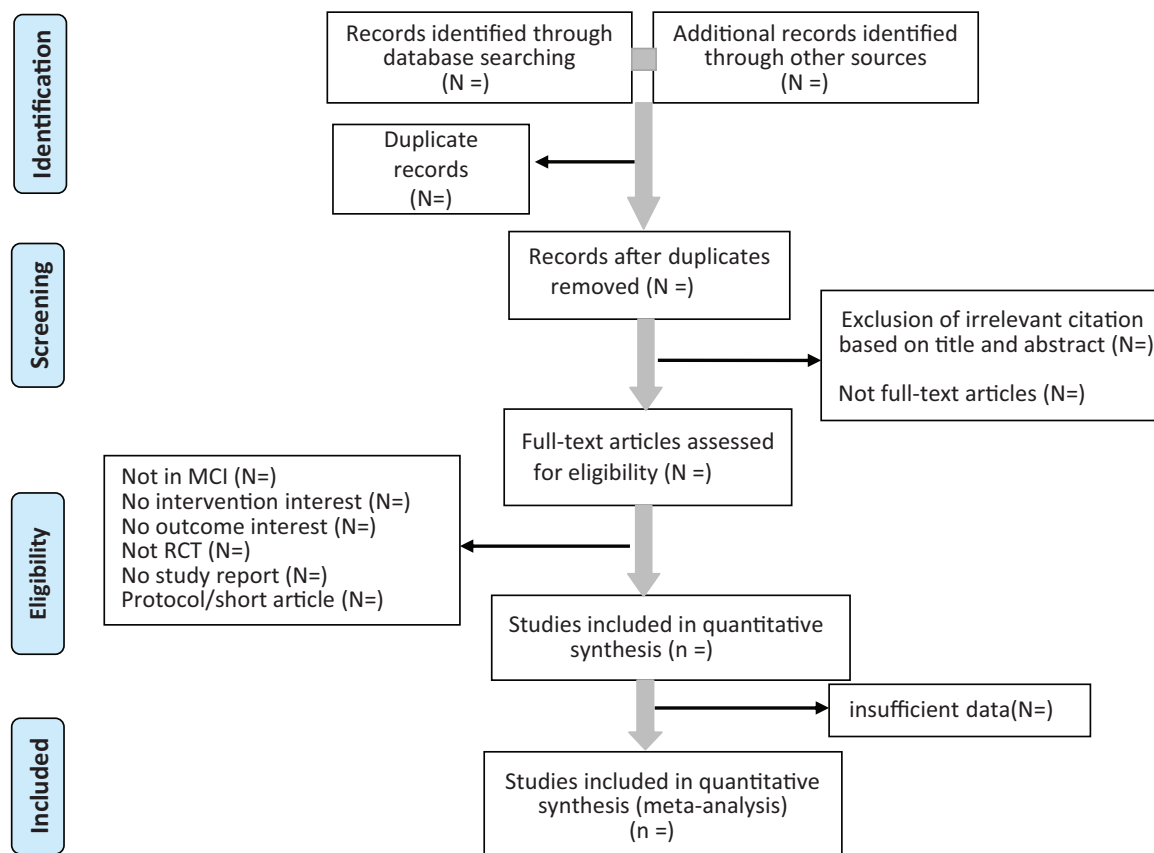 Identification
Records identified through
database searching
(N =)
Additional records identified
through other sources
(N =)
Duplicate
records
(N=)
Screening
Records after duplicates
removed (N =)
Exclusion of irrelevant citation
based on title and abstract (N=)
Not full-text articles (N=)
Full-text articles assessed
for eligibility (N =)
Eligibility
Not in MCI (N=)
No intervention interest (N=)
No outcome interest (N=)
Not RCT (N=)
No study report (N=)
Protocol/short article (N=)
Studies included in quantitative
synthesis (n =)
insufficient data(N=)
Included
Studies included in quantitative
synthesis (meta-analysis)
(n =)